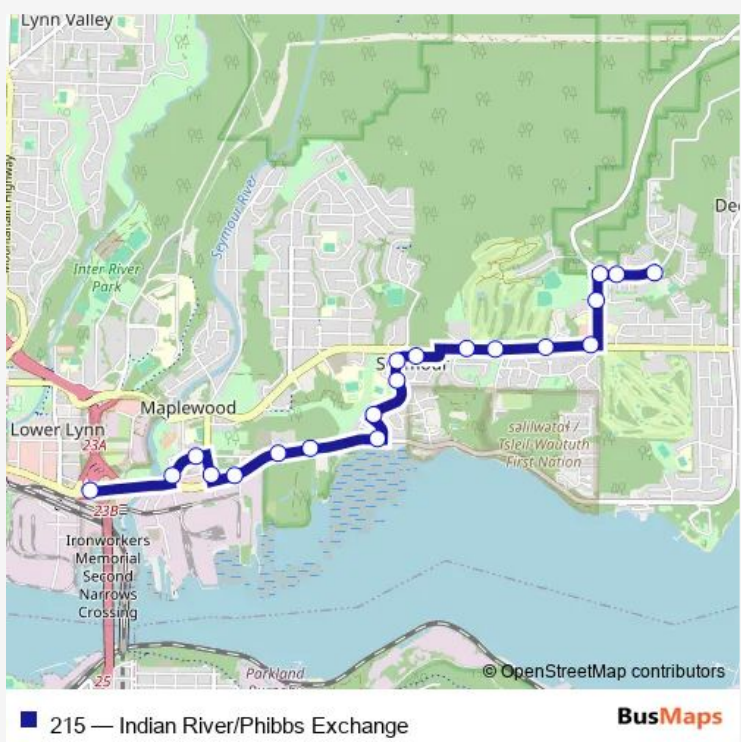 Lynn Valley
Mountain Highway
Seymour River
De
Inter River
Park
Maplewood
Lower Lynn
23A
səlilwətaɬ /
Tsleil-Waututh
First Nation
23B
Ironworkers
Memorial
Second
Narrows
Crossing
25
Parkland
© OpenStreetMap contributors
215 — Indian River/Phibbs Exchange
BusMaps